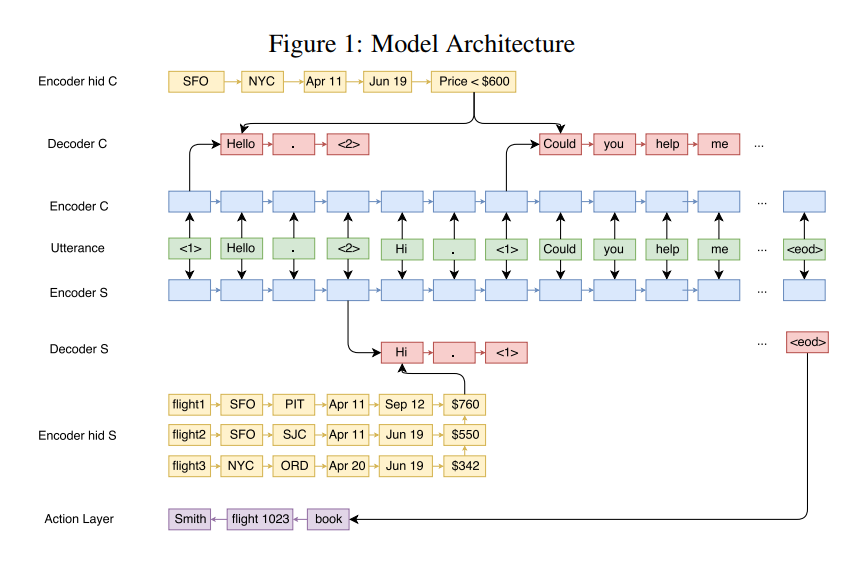 Figure 1: Model Architecture
Encoder hid C SFO NYC Apr 11 Jun 19 Price < $600
Decoder C Hello . <2> Could you help me ...
Encoder C ...
Utterance <1> Hello . <2> Hi . <1> Could you help me ... <eod>
Encoder S ...
Decoder S Hi . <1> ... <eod>
flight1 SFO PIT Apr 11 Sep 12 $760
Encoder hid S flight2 SFO SJC Apr 11 Jun 19 $550
flight3 NYC ORD Apr 20 Jun 19 $342
Action Layer Smith flight 1023 book